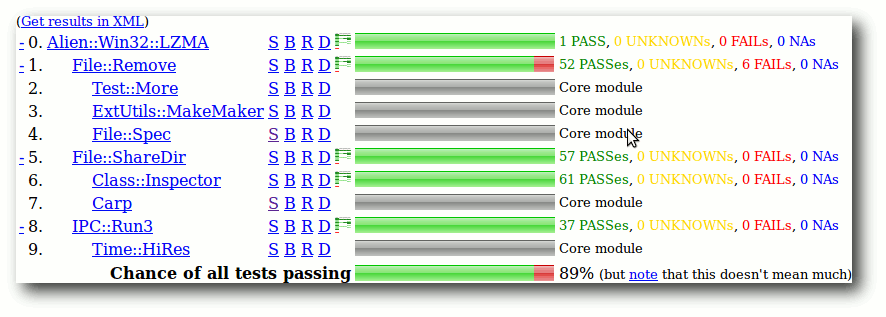 (Get results in XML)
- 0. Alien::Win32::LZMA S B R D 1 PASS, 0 UNKNOWNs, 0 FAILs, 0 NAs
- 1. File::Remove S B R D 52 PASSes, 0 UNKNOWNs, 6 FAILs, 0 NAs
2. Test::More S B R D Core module
3. ExtUtils::MakeMaker S B R D Core module
4. File::Spec S B R D Core module
- 5. File::ShareDir S B R D 57 PASSes, 0 UNKNOWNs, 0 FAILs, 0 NAs
6. Class::Inspector S B R D 61 PASSes, 0 UNKNOWNs, 0 FAILs, 0 NAs
7. Carp S B R D Core module
- 8. IPC::Run3 S B R D 37 PASSes, 0 UNKNOWNs, 0 FAILs, 0 NAs
9. Time::HiRes S B R D Core module
Chance of all tests passing 89% (but note that this doesn't mean much)